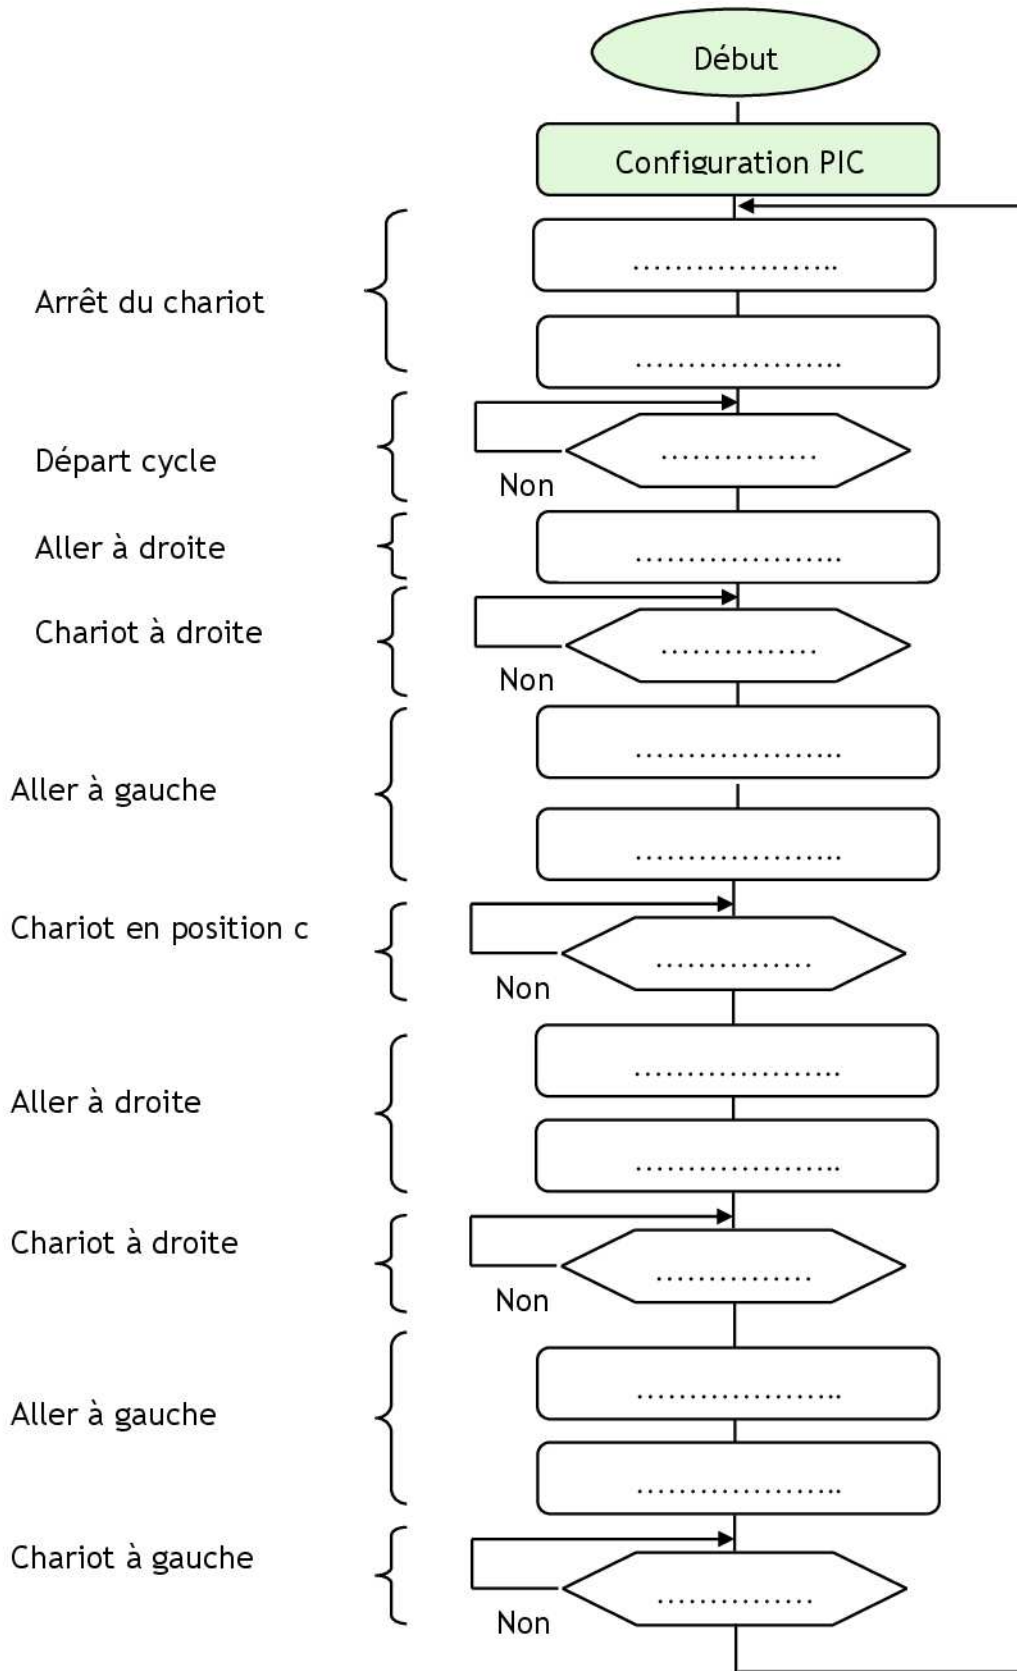 Début
Configuration PIC
Arrêt du chariot
.....................
.....................
Départ cycle
...............
Non
Aller à droite
.....................
Chariot à droite
...............
Non
Aller à gauche
.....................
.....................
Chariot en position c
...............
Non
Aller à droite
.....................
.....................
Chariot à droite
...............
Non
Aller à gauche
.....................
.....................
Chariot à gauche
...............
Non